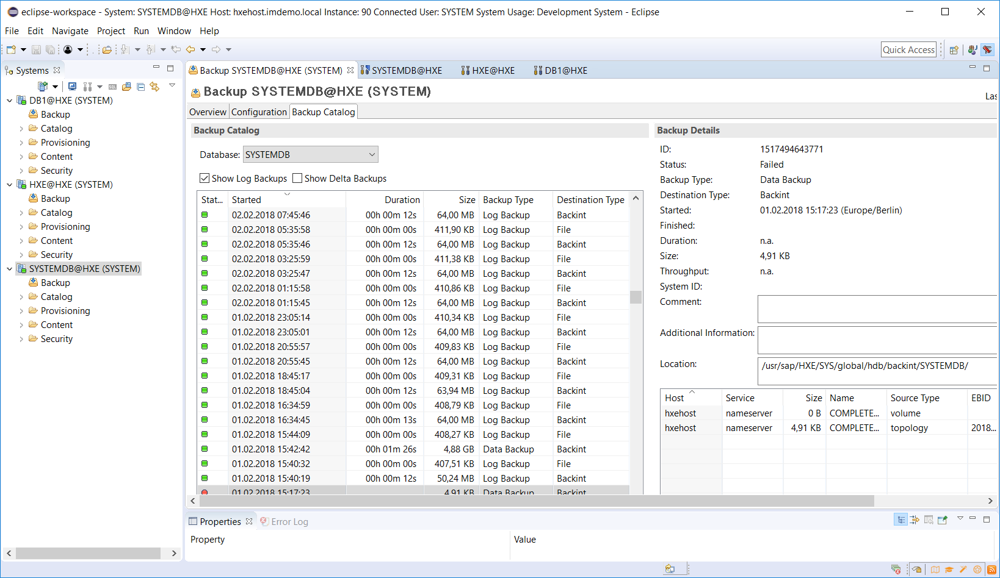 eclipse-workspace - System: SYSTEMDB@HXE Host: hxehost.imdemo.local Instance: 90 Connected User: SYSTEM System Usage: Development System - Eclipse
File Edit Navigate Project Run Window Help
Quick Access
Systems
DB1@HXE (SYSTEM)
Backup
Catalog
Provisioning
Content
Security
HXE@HXE (SYSTEM)
Backup
Catalog
Provisioning
Content
Security
SYSTEMDB@HXE (SYSTEM)
Backup
Catalog
Provisioning
Content
Security
Backup SYSTEMDB@HXE (SYSTEM) SYSTEMDB@HXE HXE@HXE DB1@HXE
Backup SYSTEMDB@HXE (SYSTEM)
Las
Overview Configuration Backup Catalog
Backup Catalog
Database: SYSTEMDB
Show Log Backups Show Delta Backups
Stat... Started Duration Size Backup Type Destination Type
02.02.2018 07:45:46 00h 00m 12s 64,00 MB Log Backup Backint
02.02.2018 05:35:58 00h 00m 00s 411,90 KB Log Backup File
02.02.2018 05:35:46 00h 00m 12s 64,00 MB Log Backup Backint
02.02.2018 03:25:59 00h 00m 00s 411,38 KB Log Backup File
02.02.2018 03:25:47 00h 00m 12s 64,00 MB Log Backup Backint
02.02.2018 01:15:58 00h 00m 00s 410,86 KB Log Backup File
02.02.2018 01:15:45 00h 00m 12s 64,00 MB Log Backup Backint
01.02.2018 23:05:14 00h 00m 00s 410,34 KB Log Backup File
01.02.2018 23:05:01 00h 00m 12s 64,00 MB Log Backup Backint
01.02.2018 20:55:57 00h 00m 00s 409,83 KB Log Backup File
01.02.2018 20:55:45 00h 00m 12s 64,00 MB Log Backup Backint
01.02.2018 18:45:17 00h 00m 00s 409,31 KB Log Backup File
01.02.2018 18:45:04 00h 00m 12s 63,94 MB Log Backup Backint
01.02.2018 16:34:59 00h 00m 00s 408,79 KB Log Backup File
01.02.2018 16:34:45 00h 00m 13s 64,00 MB Log Backup Backint
01.02.2018 15:44:09 00h 00m 00s 408,27 KB Log Backup File
01.02.2018 15:42:42 00h 01m 26s 4,88 GB Data Backup Backint
01.02.2018 15:40:32 00h 00m 00s 407,51 KB Log Backup File
01.02.2018 15:40:19 00h 00m 12s 50,24 MB Log Backup Backint
01.02.2018 15:17:23 4,91 KB Data Backup Backint
Backup Details
ID: 1517494643771
Status: Failed
Backup Type: Data Backup
Destination Type: Backint
Started: 01.02.2018 15:17:23 (Europe/Berlin)
Finished:
Duration: n.a.
Size: 4,91 KB
Throughput: n.a.
System ID:
Comment:
Additional Information:
Location: /usr/sap/HXE/SYS/global/hdb/backint/SYSTEMDB/
Host Service Size Name Source Type EBID
hxehost nameserver 0 B COMPLETE... volume
hxehost nameserver 4,91 KB COMPLETE... topology 2018...
Properties Error Log
Property Value